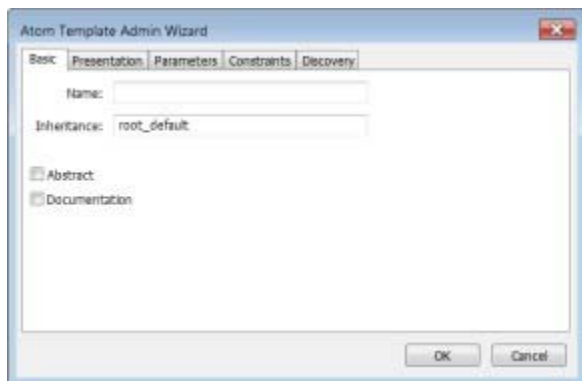 Atom Template Admin Wizard
Basic Presentation Parameters Constraints Discovery
Name:
Inheritance: root_default
Abstract
Documentation
OK Cancel